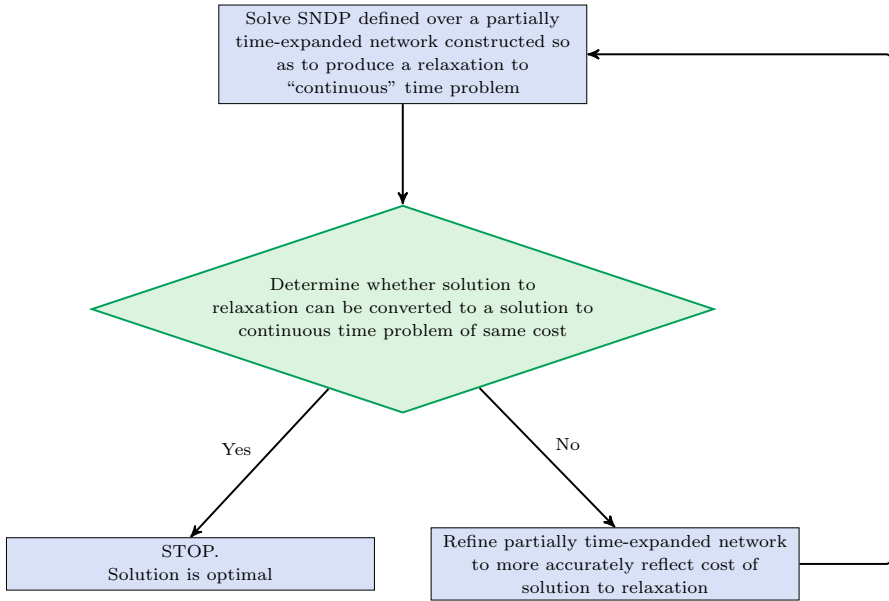 Solve SNDP defined over a partially
time-expanded network constructed so
as to produce a relaxation to
“continuous” time problem
Determine whether solution to
relaxation can be converted to a solution to
continuous time problem of same cost
Yes
No
STOP.
Solution is optimal
Refine partially time-expanded network
to more accurately reflect cost of
solution to relaxation